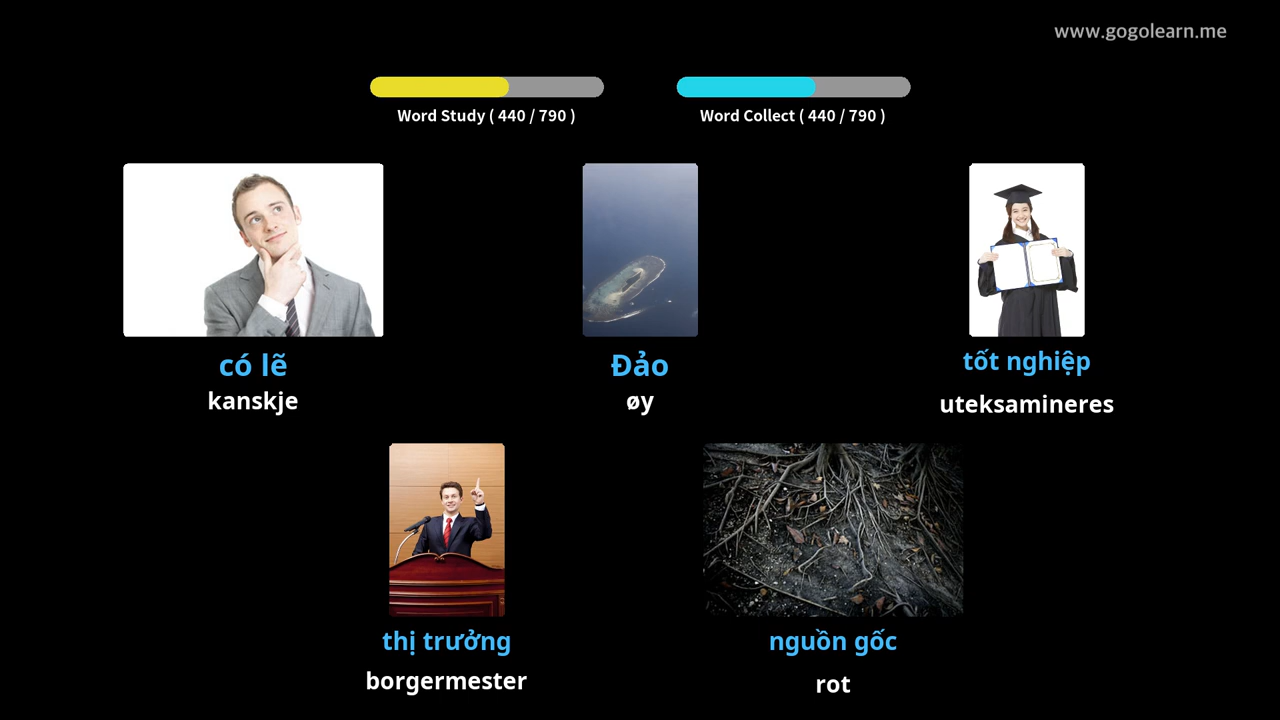 www.gogolearn.me
Word Study ( 440 / 790 )
Word Collect ( 440 / 790 )
có lẽ
kanskje
Đảo
øy
tốt nghiệp
uteksamineres
thị trưởng
borgermester
nguồn gốc
rot